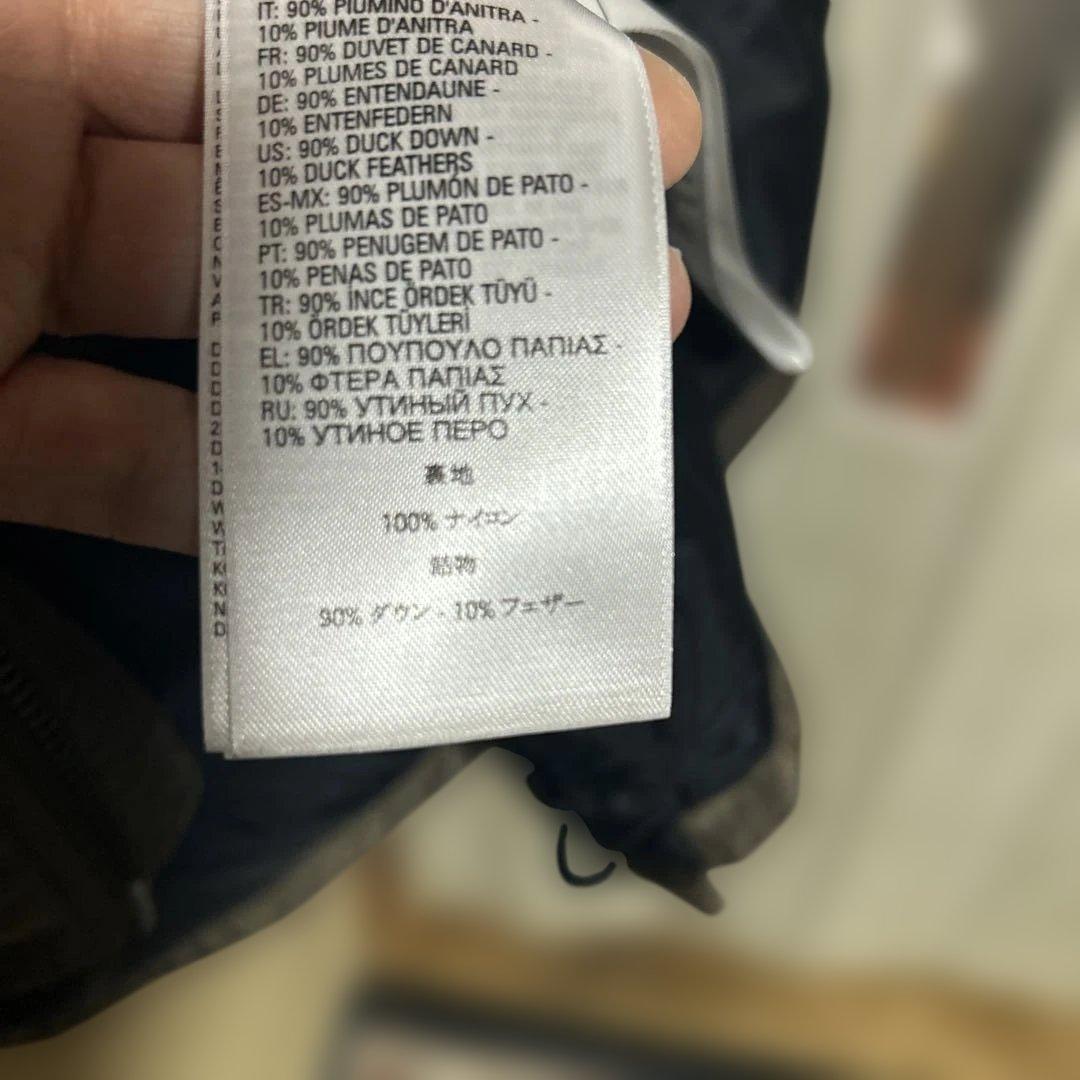 IT: 90% PIUMINO D'ANITRA -
10% PIUME D'ANITRA
FR: 90% DUVET DE CANARD -
10% PLUMES DE CANARD
DE: 90% ENTENDAUNE -
10% ENTENFEDERN
US: 90% DUCK DOWN -
10% DUCK FEATHERS
ES-MX: 90% PLUMÓN DE PATO -
10% PLUMAS DE PATO
PT: 90% PENUGEM DE PATO -
10% PENAS DE PATO
TR: 90% İNCE ÖRDEK TÜYÜ -
10% ÖRDEK TÜYLERİ
EL: 90% ΠΟΥΠΟΥΛΟ ΠΑΠΙΑΣ -
10% ΦΤΕΡΑ ΠΑΠΙΑΣ
RU: 90% УТИНЫЙ ПУХ -
10% УТИНОЕ ПЕРО
裏地
100% ナイロン
詰物
90% ダウン - 10% フェザー